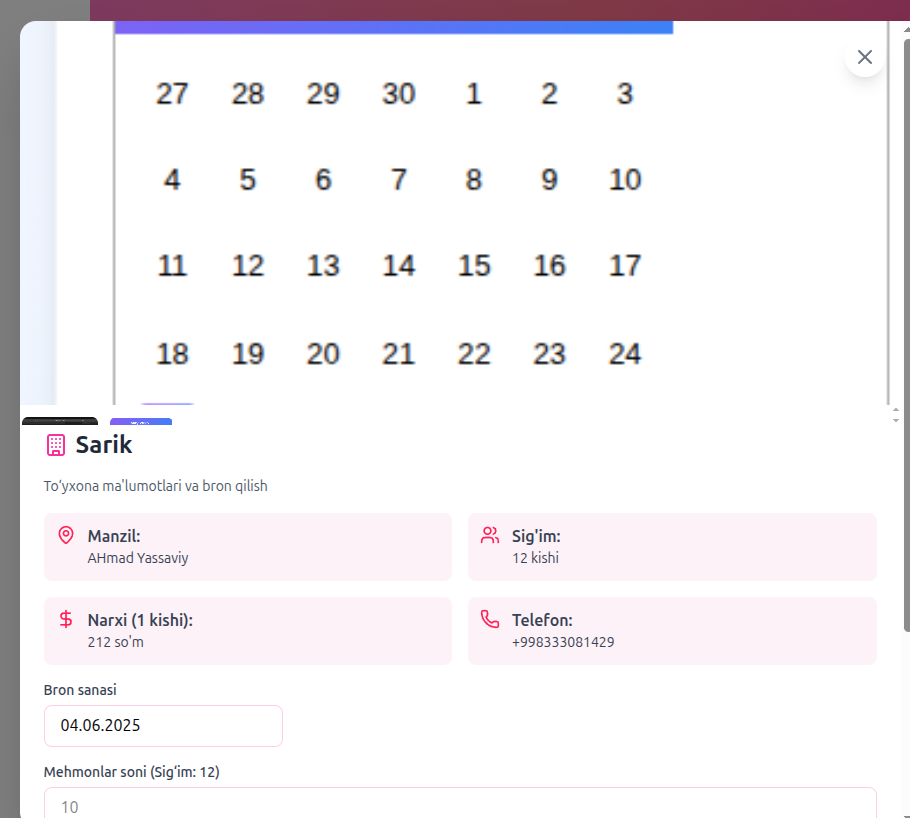 27 28 29 30 1 2 3
4 5 6 7 8 9 10
11 12 13 14 15 16 17
18 19 20 21 22 23 24
Sarik
To‘yxona ma'lumotlari va bron qilish
Manzil:
AHmad Yassaviy
Sig'im:
12 kishi
Narxi (1 kishi):
212 so'm
Telefon:
+998333081429
Bron sanasi
04.06.2025
Mehmonlar soni (Sig‘im: 12)
10